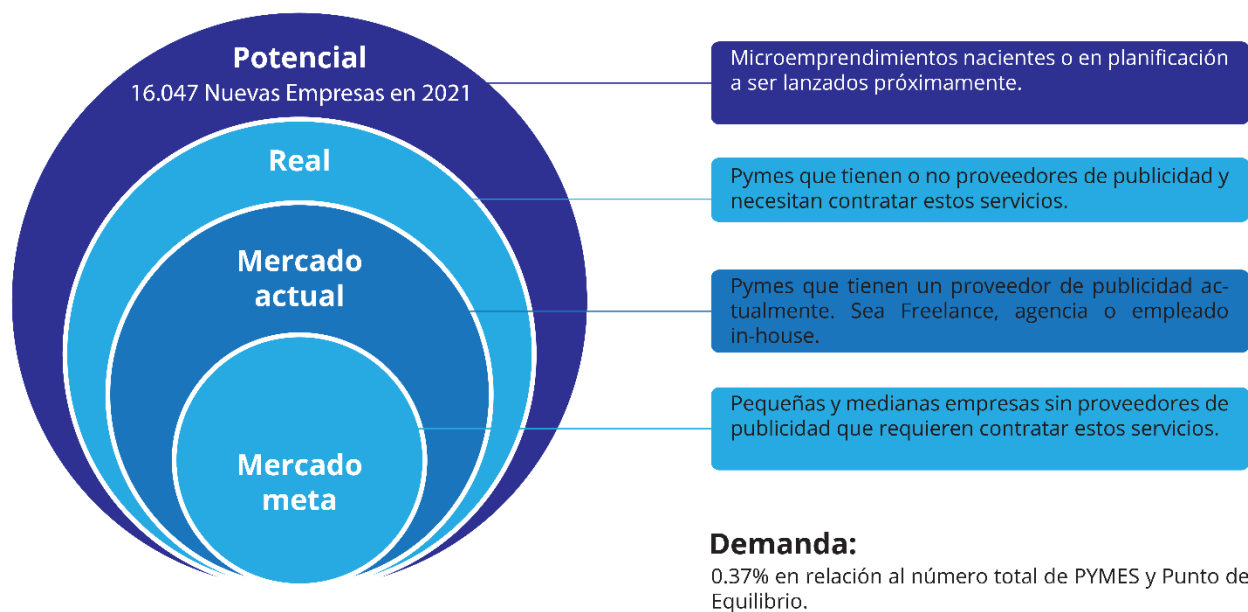 Potencial
16.047 Nuevas Empresas en 2021
Real
Mercado
actual
Mercado
meta
Microemprendimientos nacientes o en planificación
a ser lanzados próximamente.
Pymes que tienen o no proveedores de publicidad y
necesitan contratar estos servicios.
Pymes que tienen un proveedor de publicidad ac-
tualmente. Sea Freelance, agencia o empleado
in-house.
Pequeñas y medianas empresas sin proveedores de
publicidad que requieren contratar estos servicios.
Demanda:
0.37% en relación al número total de PYMES y Punto de
Equilibrio.